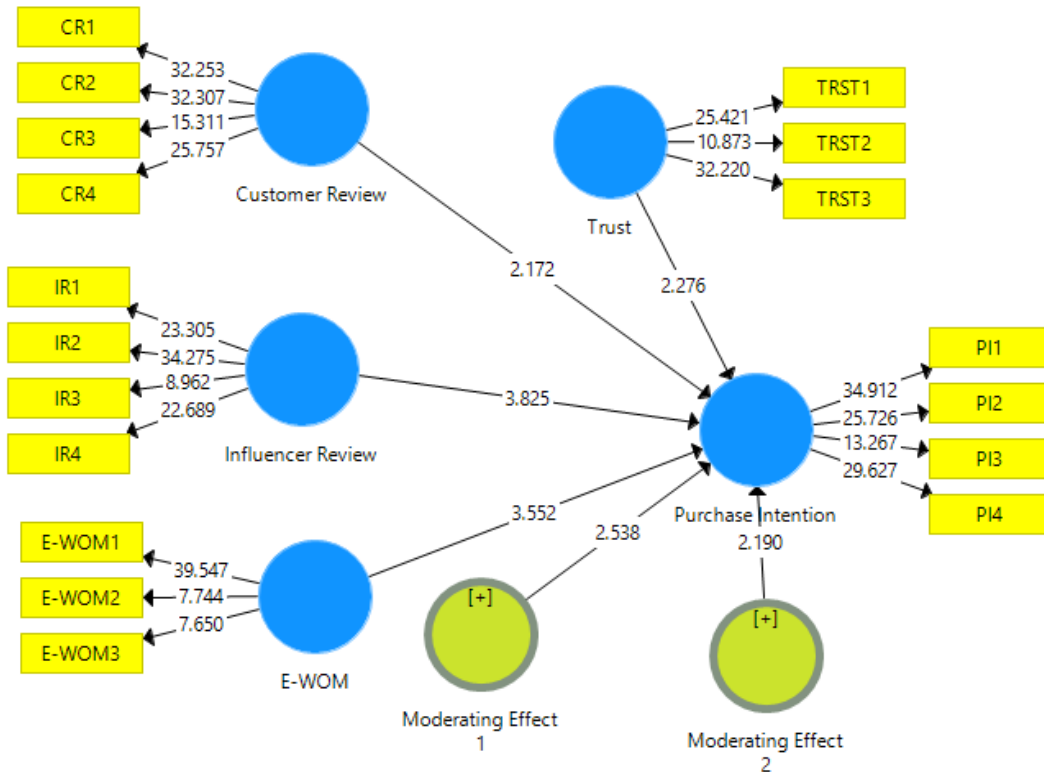 CR1
CR2
CR3
CR4
32.253
32.307
15.311
25.757
Customer Review
TRST1
TRST2
TRST3
25.421
10.873
32.220
Trust
2.172
2.276
IR1
IR2
IR3
IR4
23.305
34.275
8.962
22.689
Influencer Review
3.825
PI1
PI2
PI3
PI4
34.912
25.726
13.267
29.627
Purchase Intention
E-WOM1
E-WOM2
E-WOM3
39.547
7.744
7.650
E-WOM
3.552
2.538
2.190
[+]
Moderating Effect
1
[+]
Moderating Effect
2